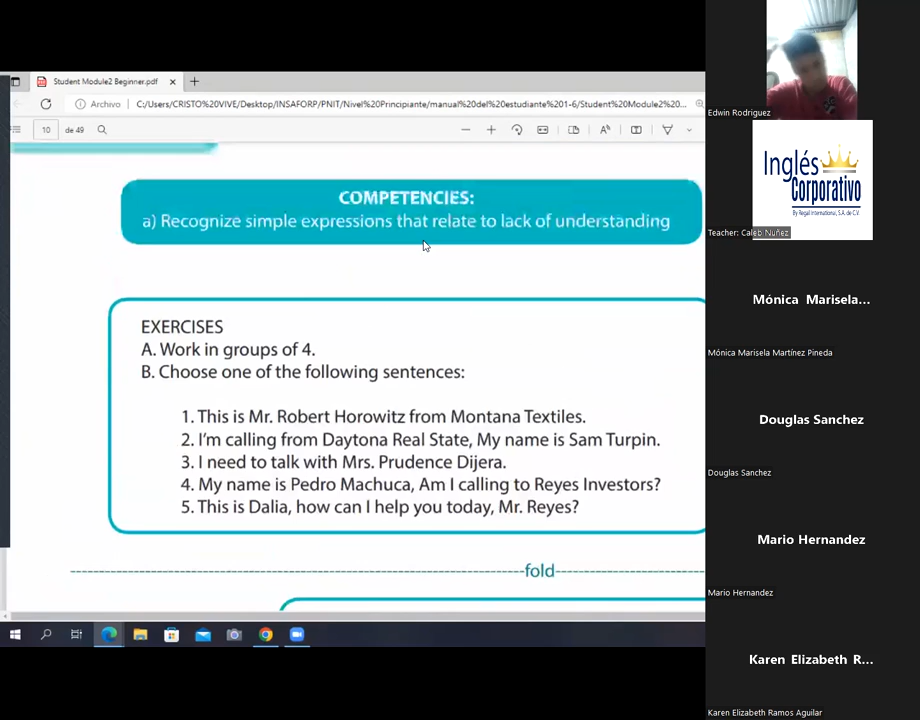 Student Module2 Beginner.pdf
Archivo
C:/Users/CRISTO%20VIVE/Desktop/INSAFORP/PNIT/Nivel%20Principiante/manual%20del%20estudiante%201-6/Student%20Module2%20...
10
de 49
COMPETENCIES:
a) Recognize simple expressions that relate to lack of understanding
EXERCISES
A. Work in groups of 4.
B. Choose one of the following sentences:
1. This is Mr. Robert Horowitz from Montana Textiles.
2. I'm calling from Daytona Real State, My name is Sam Turpin.
3. I need to talk with Mrs. Prudence Dijera.
4. My name is Pedro Machuca, Am I calling to Reyes Investors?
5. This is Dalia, how can I help you today, Mr. Reyes?
fold
Edwin Rodriguez
Inglés
Corporativo
By Regal International, S.A. de C.V.
Teacher: Caleb Nuñez
Mónica Marisela...
Mónica Marisela Martínez Pineda
Douglas Sanchez
Douglas Sanchez
Mario Hernandez
Mario Hernandez
Karen Elizabeth R...
Karen Elizabeth Ramos Aguilar